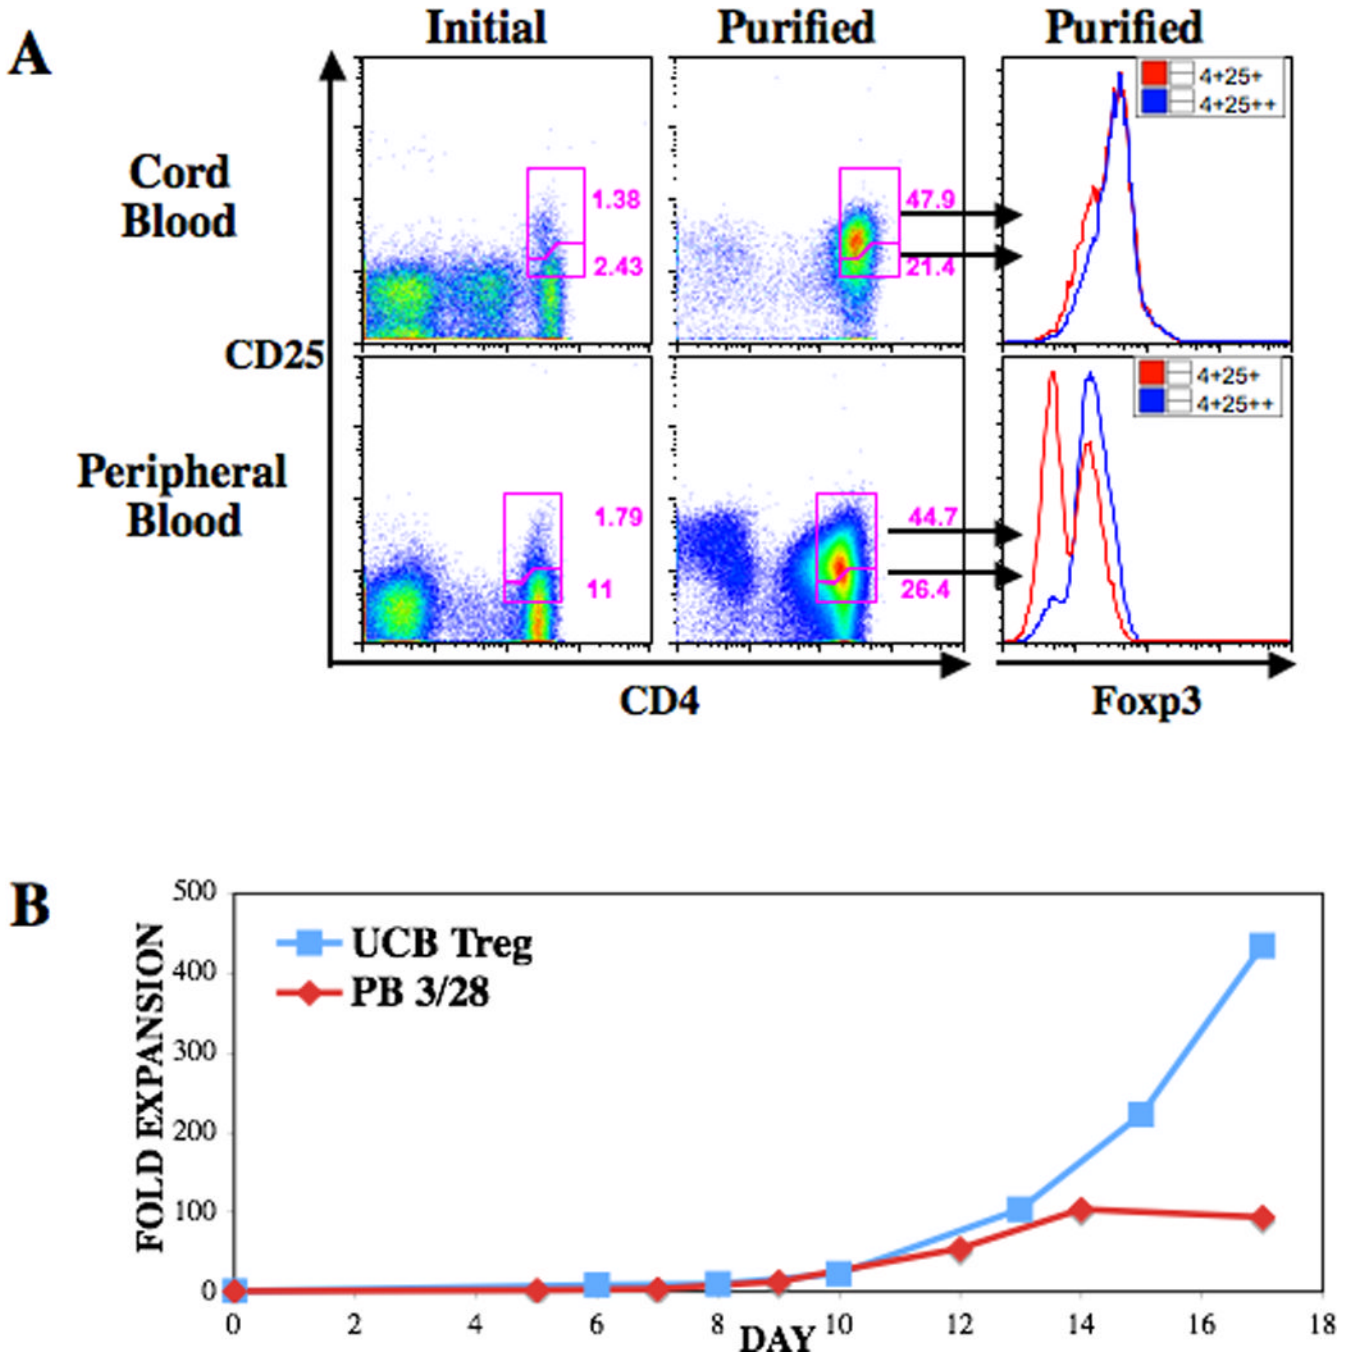 A
Initial
Purified
Purified
Cord
Blood
1.38
2.43
47.9
21.4
4+25+
4+25++
CD25
Peripheral
Blood
1.79
11
44.7
26.4
4+25+
4+25++
CD4
Foxp3
B
FOLD EXPANSION
500
400
300
200
100
0
UCB Treg
PB 3/28
0 2 4 6 8 10 12 14 16 18
DAY